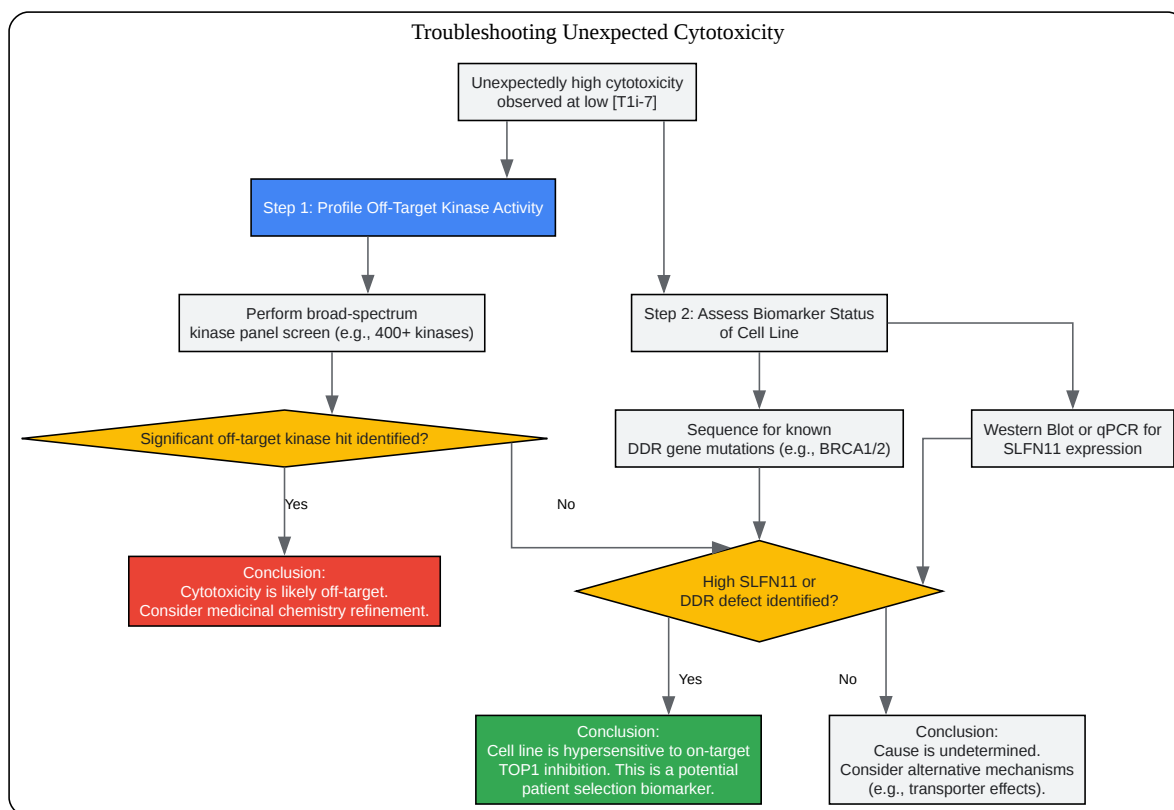 Troubleshooting Unexpected Cytotoxicity
Unexpectedly high cytotoxicity
observed at low [T1i-7]
Step 1: Profile Off-Target Kinase Activity
Perform broad-spectrum
kinase panel screen (e.g., 400+ kinases)
Step 2: Assess Biomarker Status
of Cell Line
Significant off-target kinase hit identified?
Sequence for known
DDR gene mutations (e.g., BRCA1/2)
Western Blot or qPCR for
SLFN11 expression
Yes
No
Conclusion:
Cytotoxicity is likely off-target.
Consider medicinal chemistry refinement.
High SLFN11 or
DDR defect identified?
Yes
No
Conclusion:
Cell line is hypersensitive to on-target
TOP1 inhibition. This is a potential
patient selection biomarker.
Conclusion:
Cause is undetermined.
Consider alternative mechanisms
(e.g., transporter effects).